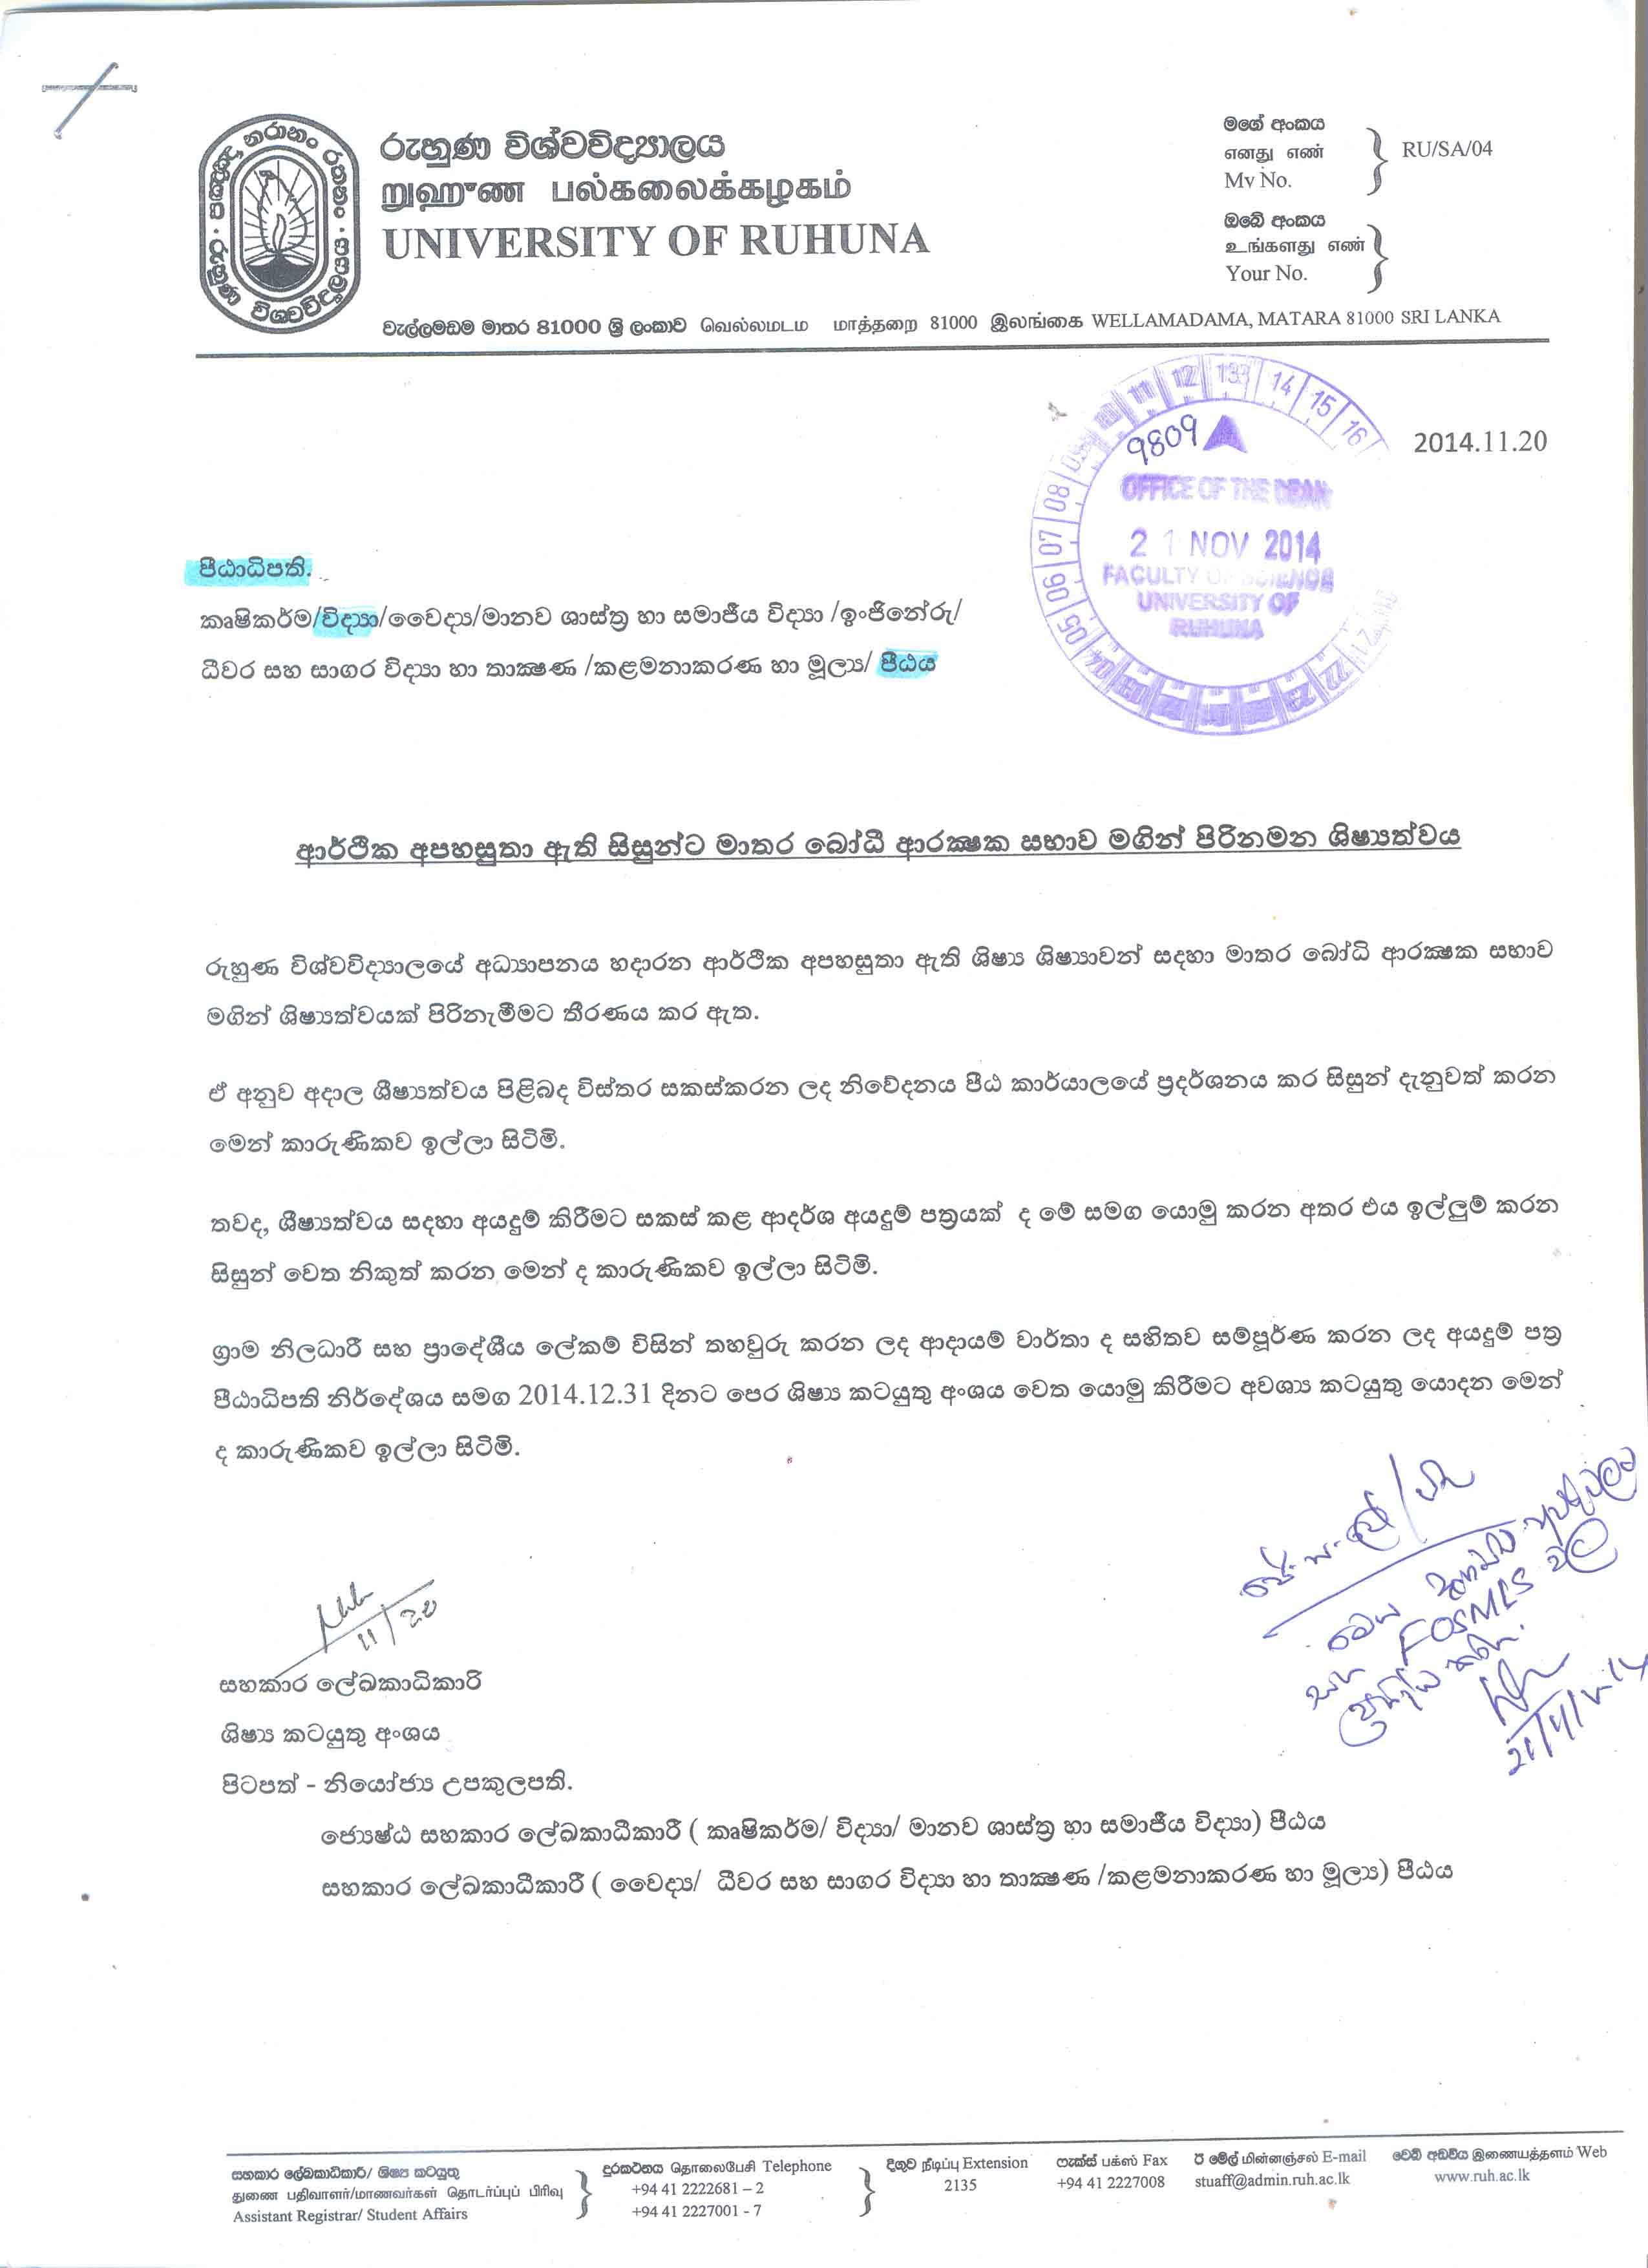 රුහුණ විශ්වවිද්‍යාලය
றுஹுண பல்கலைக்கழகம்
UNIVERSITY OF RUHUNA
මගේ අංකය
எனது எண்
My No.
RU/SA/04
ඔබේ අංකය
உங்களது எண்
Your No.
වැල්ලමඩම මාතර 81000 ශ්‍රී ලංකාව வெல்லமடம மாத்தறை 81000 இலங்கை WELLAMADAMA, MATARA 81000 SRI LANKA
2014.11.20
9809
OFFICE OF THE DEAN
21 NOV 2014
FACULTY OF SCIENCE
UNIVERSITY OF
RUHUNA
පීඨාධිපති.
කෘෂිකර්ම/විද්‍යා/වෛද්‍ය/මානව ශාස්ත්‍ර හා සමාජීය විද්‍යා /ඉංජිනේරු/
ධීවර සහ සාගර විද්‍යා හා තාක්‍ෂණ /කළමනාකරණ හා මූල්‍ය/ පීඨය
ආර්ථික අපහසුතා ඇති සිසුන්ට මාතර බෝධී ආරක්‍ෂක සභාව මගින් පිරිනමන ශිෂ්‍යත්වය
රුහුණ විශ්වවිද්‍යාලයේ අධ්‍යාපනය හදාරන ආර්ථික අපහසුතා ඇති ශිෂ්‍ය ශිෂ්‍යාවන් සදහා මාතර බෝධි ආරක්‍ෂක සභාව
මගින් ශිෂ්‍යත්වයක් පිරිනැමීමට තීරණය කර ඇත.
ඒ අනුව අදාල ශීෂ්‍යත්වය පිළිබද විස්තර සකස්කරන ලද නිවේදනය පීඨ කාර්යාලයේ ප්‍රදර්ශනය කර සිසුන් දැනුවත් කරන
මෙන් කාරුණිකව ඉල්ලා සිටිමි.
තවද, ශීෂ්‍යත්වය සදහා අයදුම් කිරීමට සකස් කළ ආදර්ශ අයදුම් පත්‍රයක් ද මේ සමග යොමු කරන අතර එය ඉල්ලුම් කරන
සිසුන් වෙත නිකුත් කරන මෙන් ද කාරුණිකව ඉල්ලා සිටිමි.
ග්‍රාම නිලධාරී සහ ප්‍රාදේශීය ලේකම් විසින් තහවුරු කරන ලද ආදායම් වාර්තා ද සහිතව සම්පූර්ණ කරන ලද අයදුම් පත්‍ර
පීඨාධිපති නිර්දේශය සමග 2014.12.31 දිනට පෙර ශිෂ්‍ය කටයුතු අංශය වෙත යොමු කිරීමට අවශ්‍ය කටයුතු යොදන මෙන්
ද කාරුණිකව ඉල්ලා සිටිමි.
මෙය
සහ FOSMIS වල
11/20
සහකාර ලේඛකාධිකාරි
ශිෂ්‍ය කටයුතු අංශය
පිටපත් - නියෝජ්‍ය උපකුලපති.
ජ්‍යෙෂ්ඨ සහකාර ලේඛකාධීකාරී ( කෘෂිකර්ම/ විද්‍යා/ මානව ශාස්ත්‍ර හා සමාජීය විද්‍යා) පීඨය
සහකාර ලේඛකාධීකාරී ( වෛද්‍ය/ ධීවර සහ සාගර විද්‍යා හා තාක්‍ෂණ /කළමනාකරණ හා මූල්‍ය) පීඨය
සහකාර ලේඛකාධිකාරි/ ශිෂ්‍ය කටයුතු
துணை பதிவாளர்/மாணவர்கள் தொடர்ப்புப் பிரிவு
Assistant Registrar/ Student Affairs
දුරකථනය தொலைபேசி Telephone
+94 41 2222681 – 2
+94 41 2227001 - 7
දිගුව நீடிப்பு Extension
2135
ෆැක්ස් பக்ஸ் Fax
+94 41 2227008
ඊ මේල් மின்னஞ்சல் E-mail
stuaff@admin.ruh.ac.lk
වෙබ් අඩවිය இணையத்தளம் Web
www.ruh.ac.lk